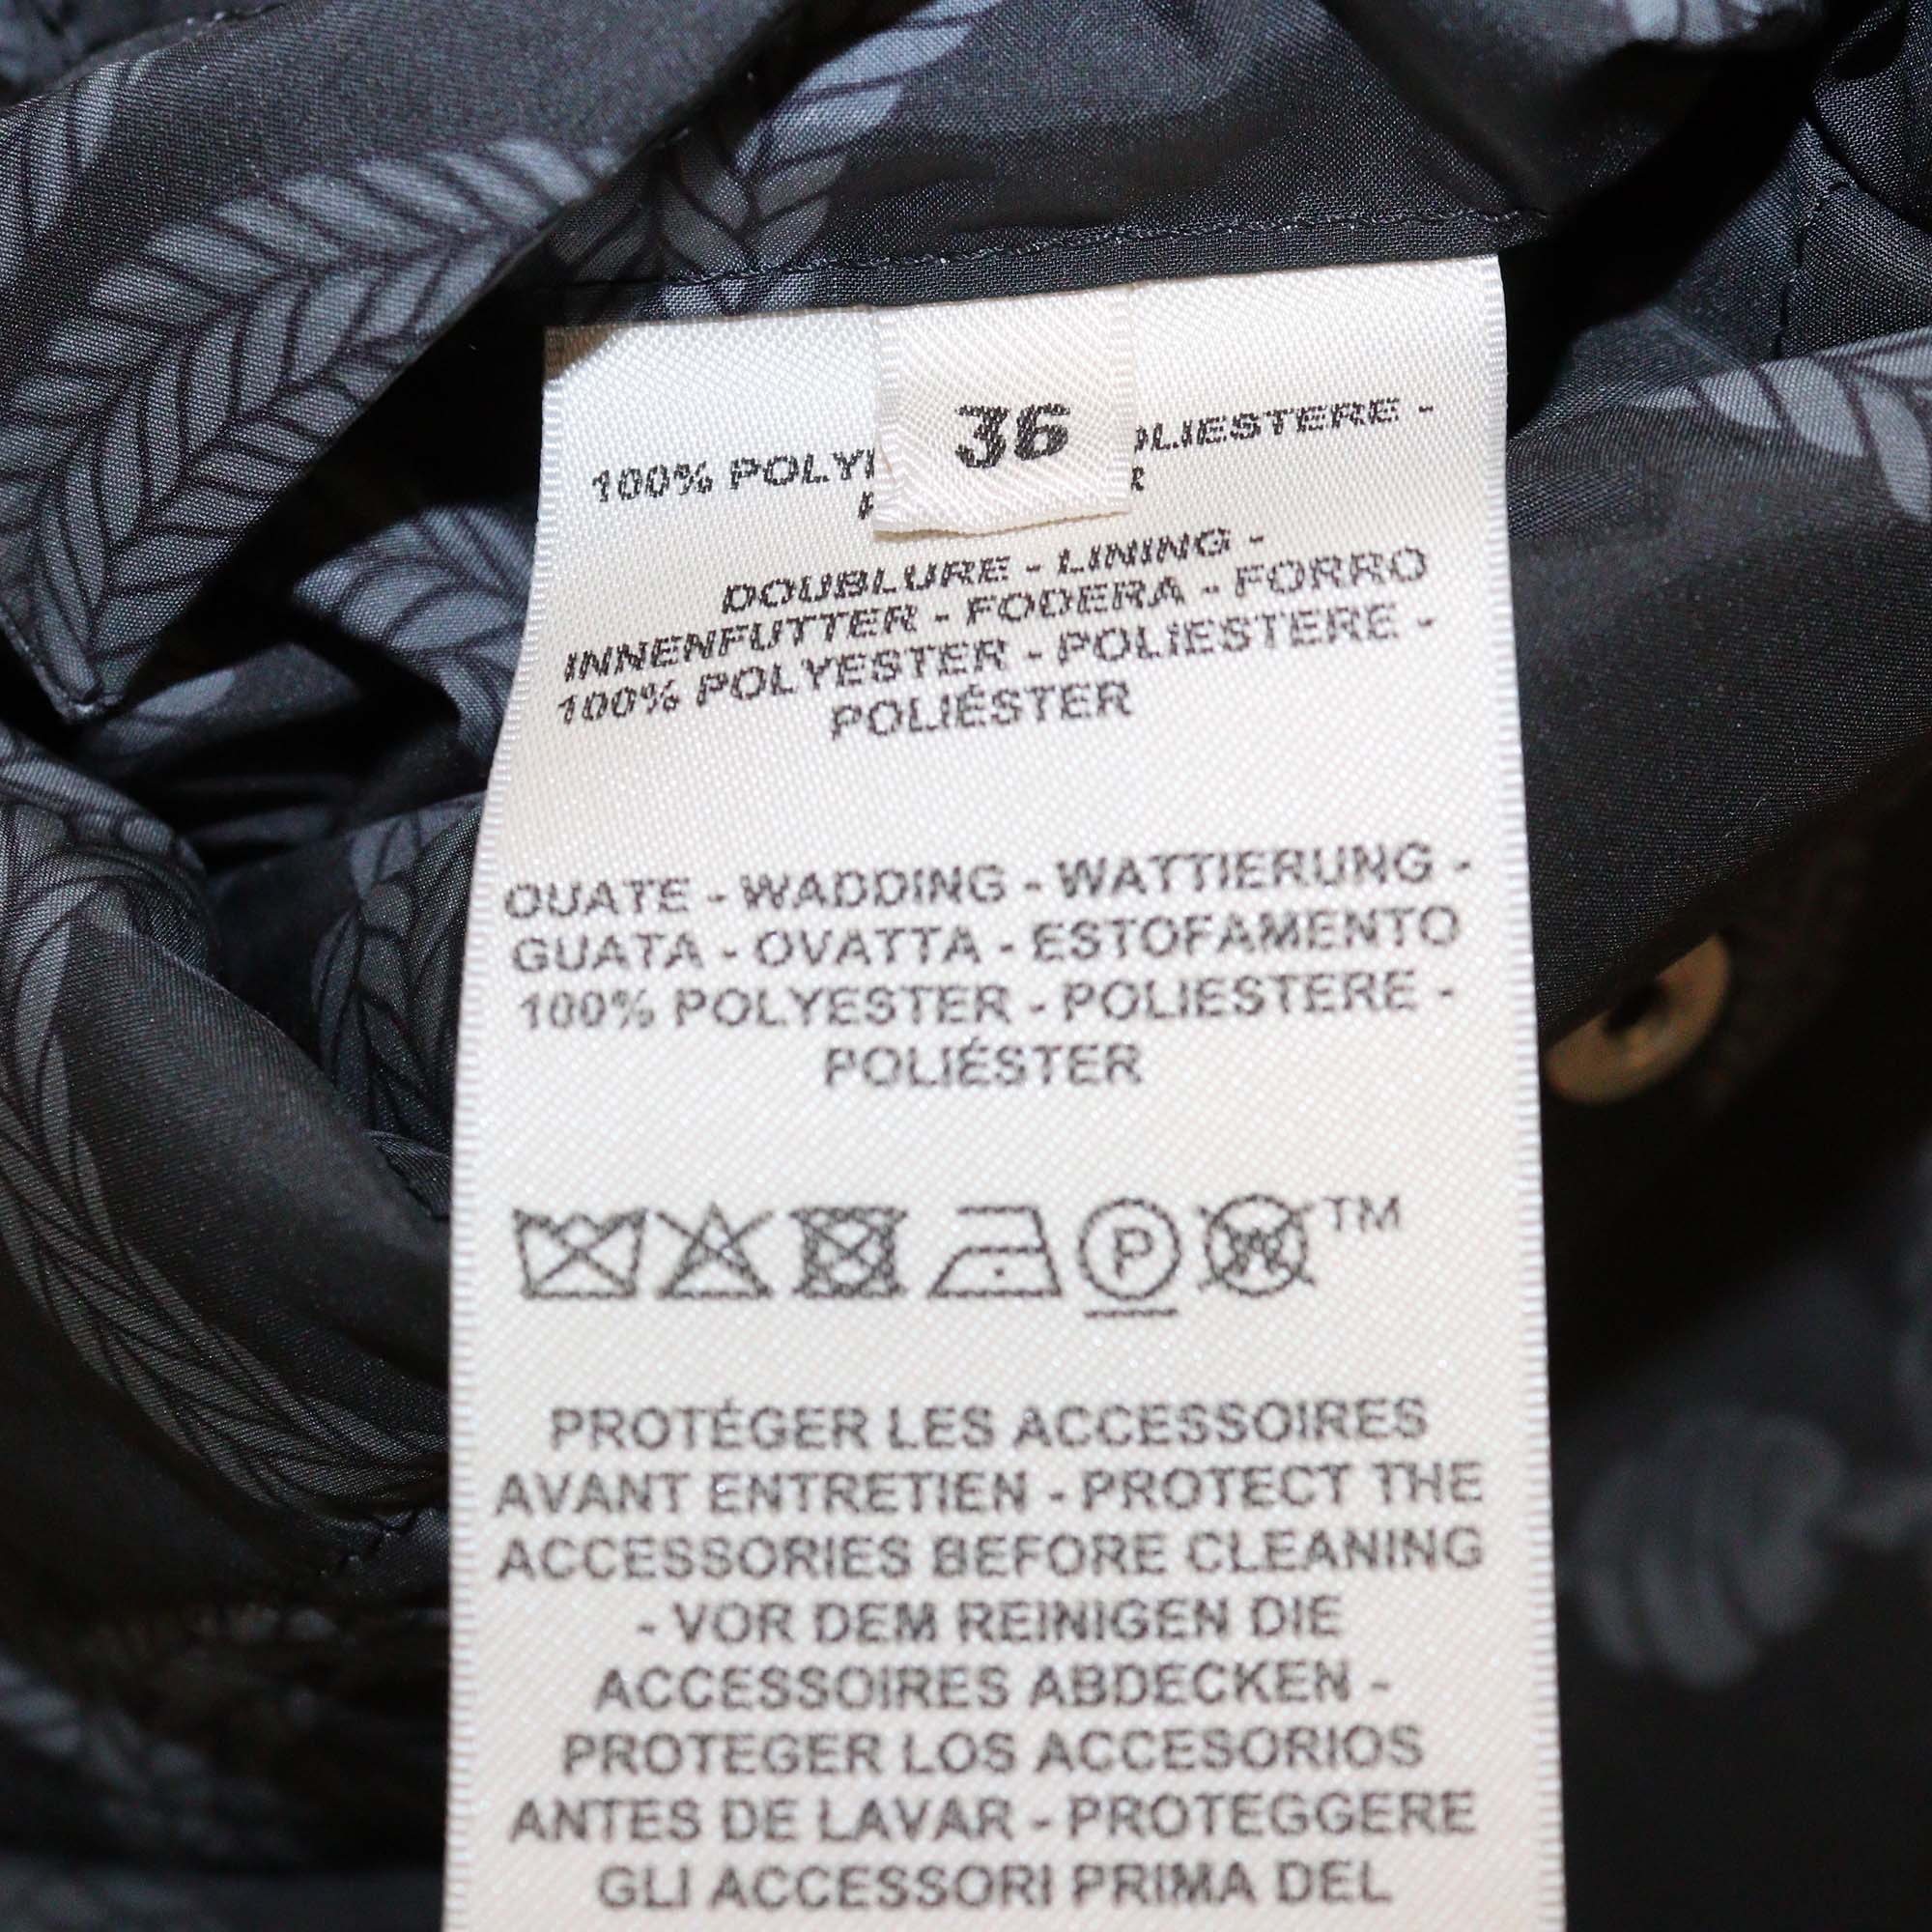 36
100% POLIESTERE -
DOUBLURE - LINING -
INNENFUTTER - FODERA - FORRO
100% POLYESTER - POLIESTERE -
POLIÉSTER
OUATE - WADDING - WATTIERUNG -
GUATA - OVATTA - ESTOFAMENTO
100% POLYESTER - POLIESTERE -
POLIÉSTER
P W TM
PROTÉGER LES ACCESSOIRES
AVANT ENTRETIEN - PROTECT THE
ACCESSORIES BEFORE CLEANING
- VOR DEM REINIGEN DIE
ACCESSOIRES ABDECKEN -
PROTEGER LOS ACCESORIOS
ANTES DE LAVAR - PROTEGGERE
GLI ACCESSORI PRIMA DEL